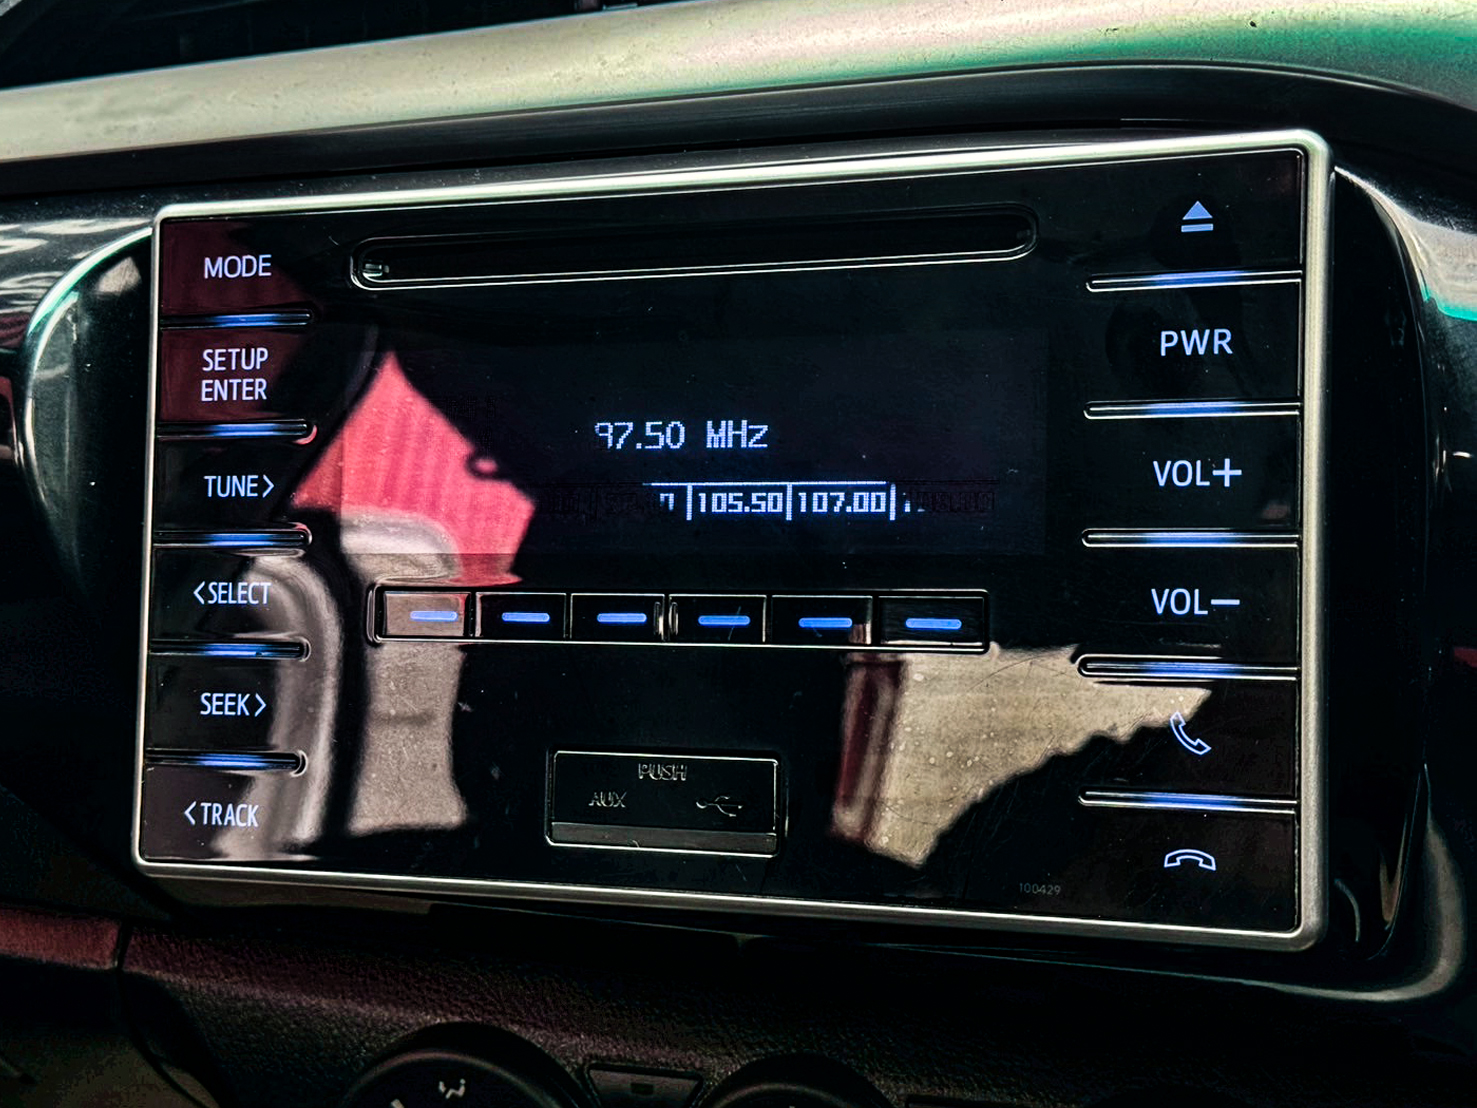 MODE
SETUP
ENTER
TUNE>
<SELECT
SEEK>
<TRACK
97.50 MHz
105.50 107.00
PUSH
AUX
PWR
VOL+
VOL−
100429